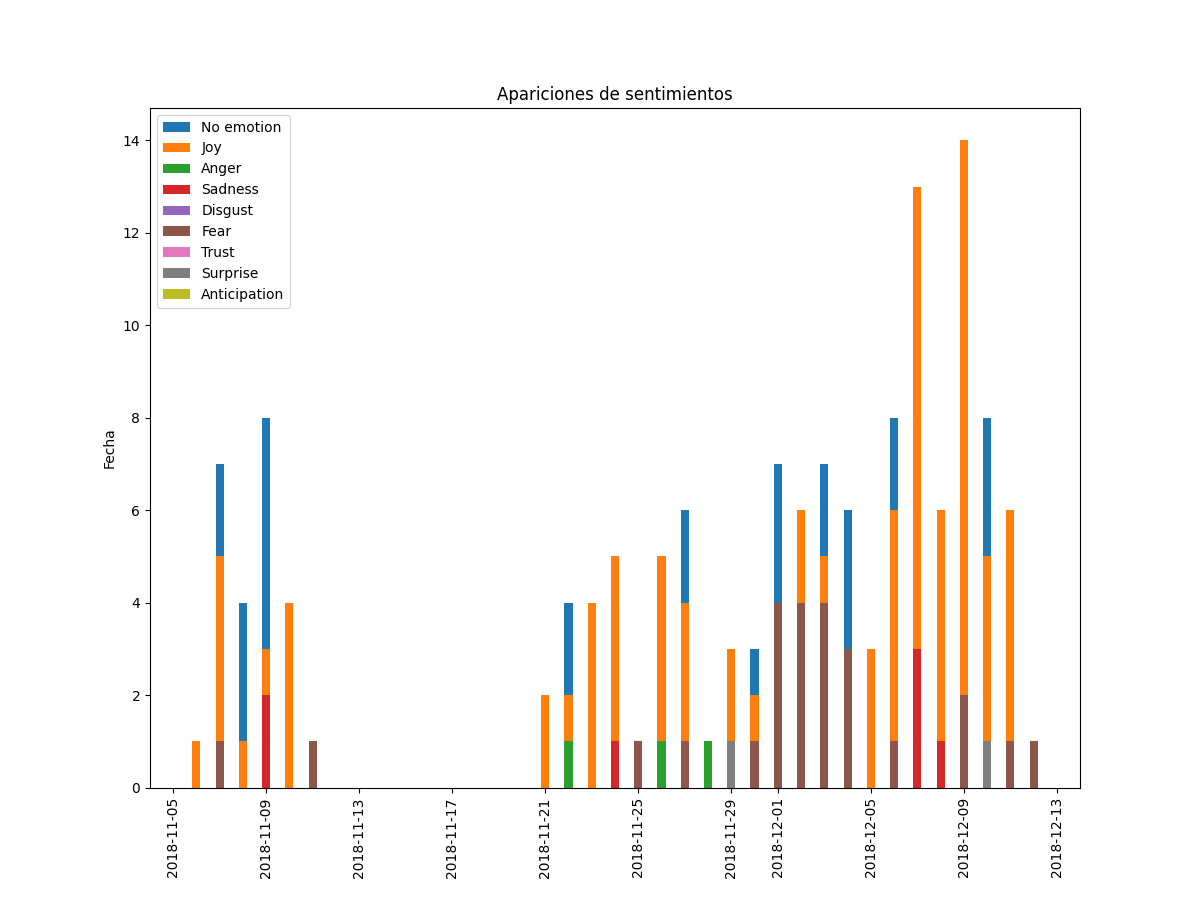 Apariciones de sentimientos
No emotion
Joy
Anger
Sadness
Disgust
Fear
Trust
Surprise
Anticipation
Fecha
14
12
10
8
6
4
2
0
2018-11-05
2018-11-09
2018-11-13
2018-11-17
2018-11-21
2018-11-25
2018-11-29
2018-12-01
2018-12-05
2018-12-09
2018-12-13